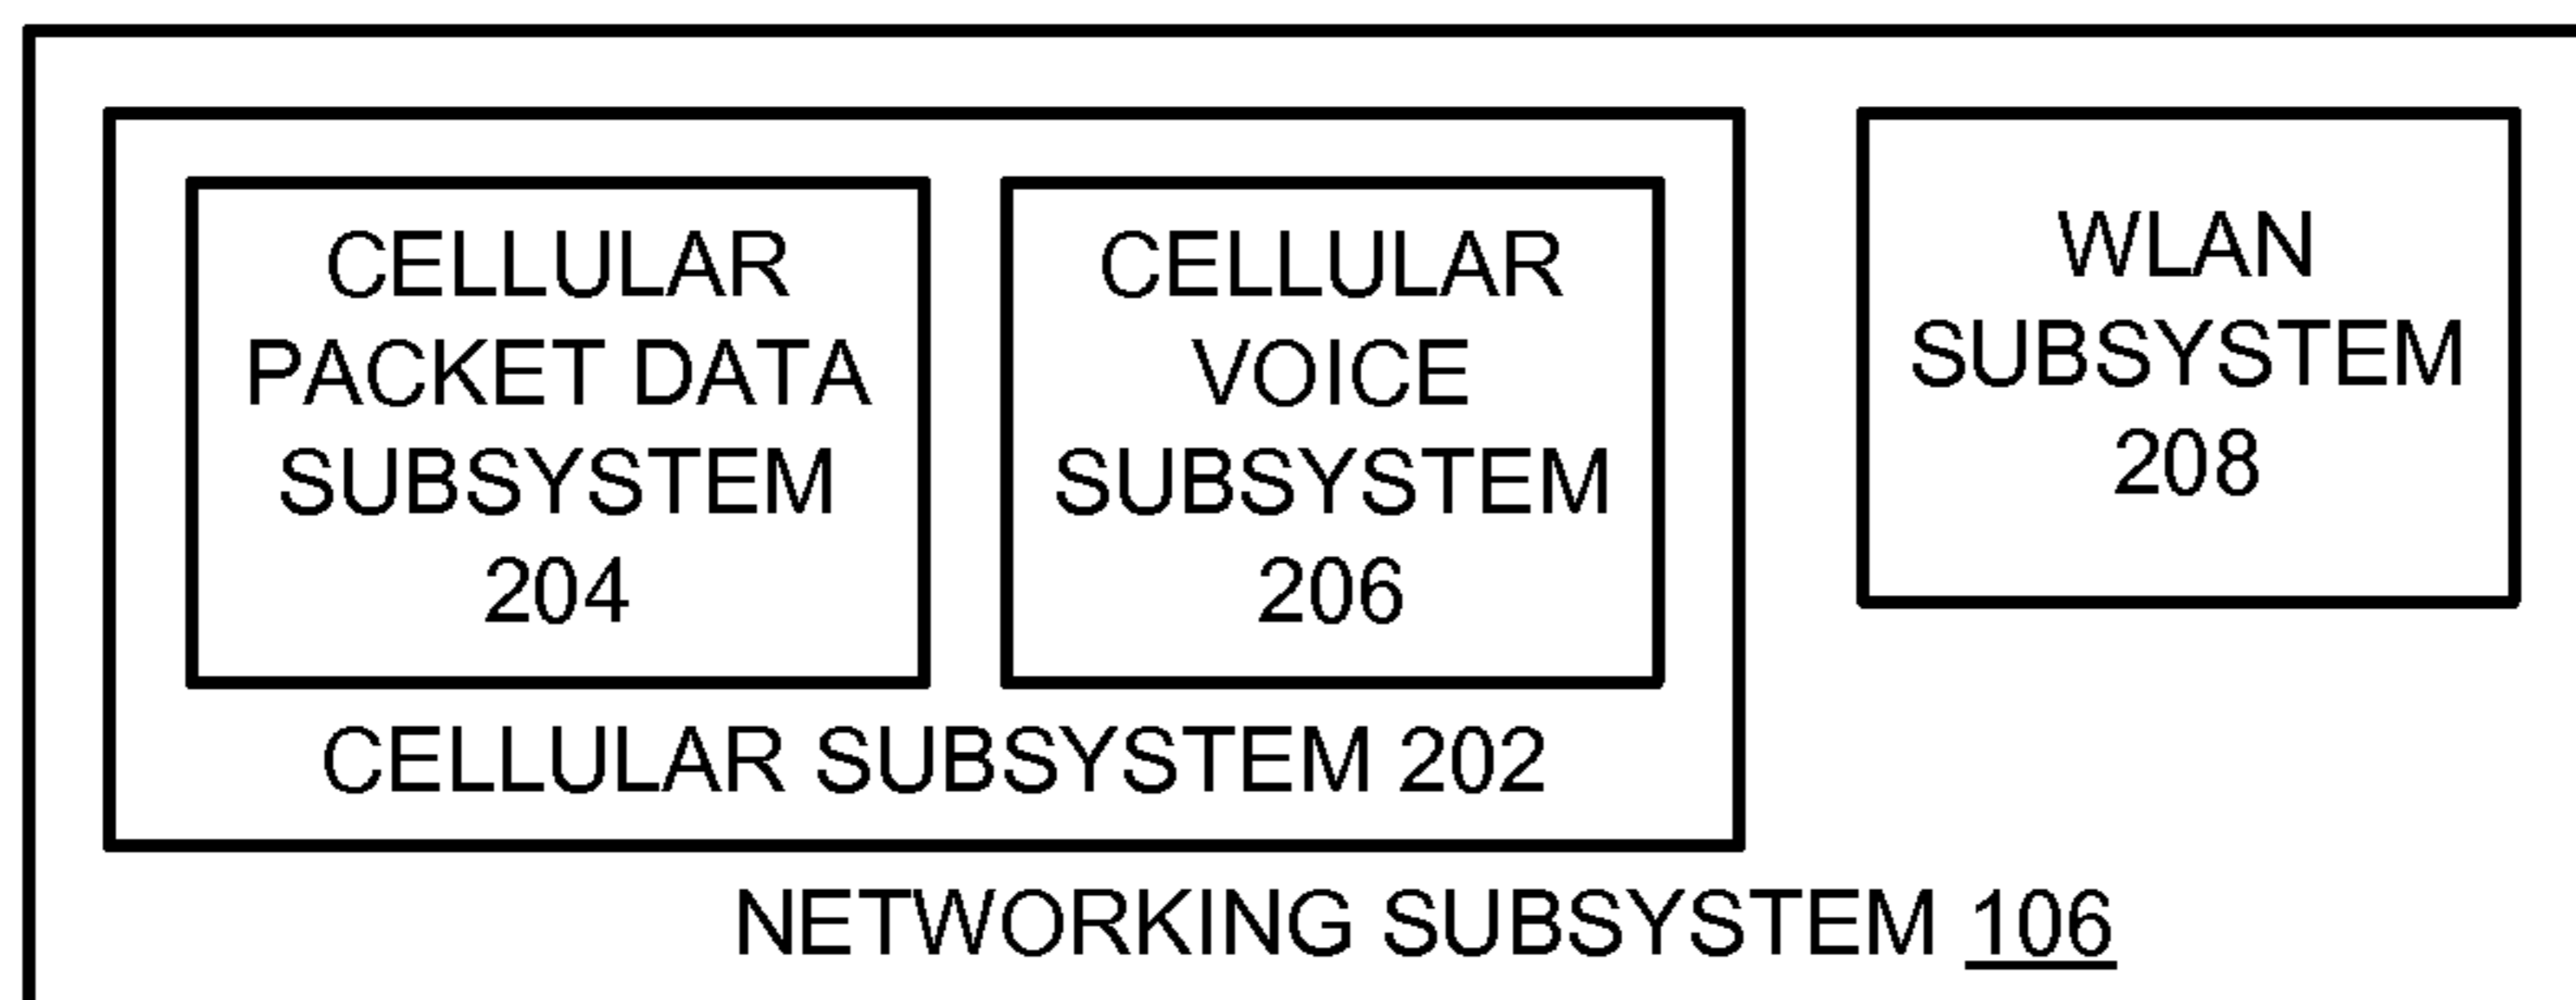 CELLULAR
PACKET DATA
SUBSYSTEM
204
CELLULAR
VOICE
SUBSYSTEM
206
WLAN
SUBSYSTEM
208
CELLULAR SUBSYSTEM 202
NETWORKING SUBSYSTEM 106